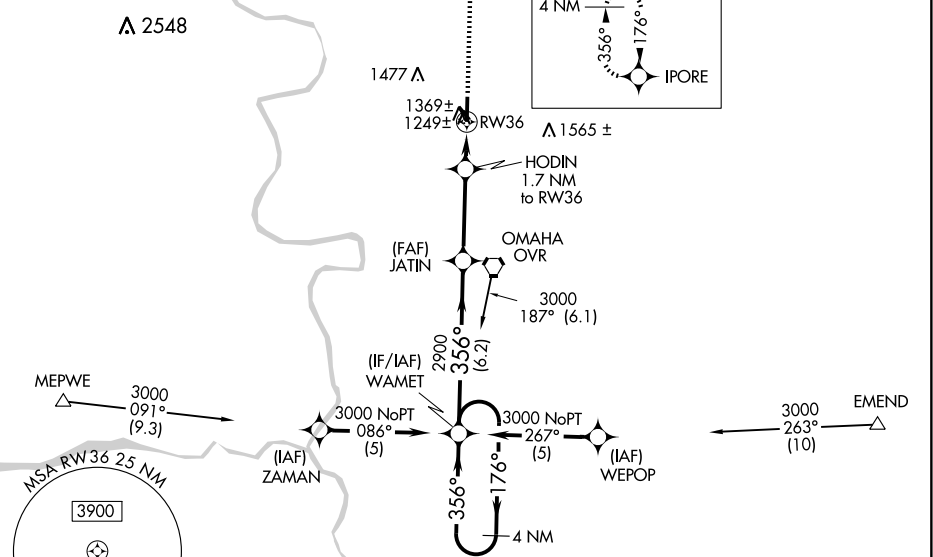 2548
4 NM
356°
176°
IPORE
1477
1369±
1249±
RW36
1565 ±
HODIN
1.7 NM
to RW36
(FAF)
JATIN
OMAHA
OVR
3000
187° (6.1)
2900
356°
(6.2)
(IF/IAF)
WAMET
MEPWE
3000
091°
(9.3)
3000 NoPT
086°
(5)
(IAF)
ZAMAN
3000 NoPT
267°
(5)
(IAF)
WEPOP
3000
263°
(10)
EMEND
356°
176°
4 NM
MSA RW 36 25 NM
3900